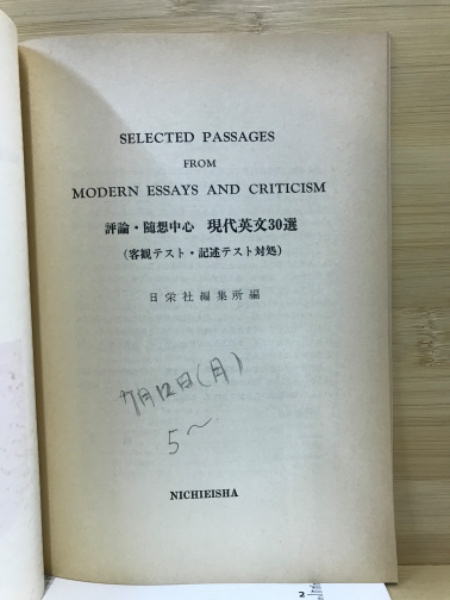 SELECTED PASSAGES
FROM
MODERN ESSAYS AND CRITICISM
評論・随想中心 現代英文30選
(客観テスト・記述テスト対処)
日栄社編集所編
7月12日(月)
5〜
NICHIEISHA
2